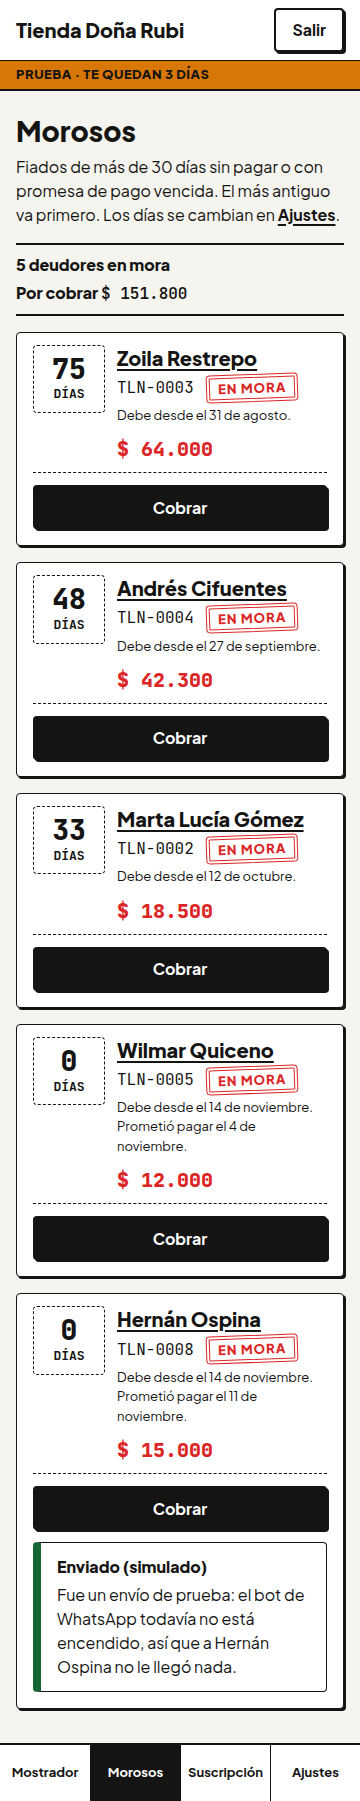 Tienda Doña Rubi
Salir
PRUEBA · TE QUEDAN 3 DÍAS
Morosos
Fiados de más de 30 días sin pagar o con
promesa de pago vencida. El más antiguo
va primero. Los días se cambian en Ajustes.
5 deudores en mora
Por cobrar $ 151.800
75
DÍAS
Zoila Restrepo
TLN-0003 EN MORA
Debe desde el 31 de agosto.
$ 64.000
Cobrar
48
DÍAS
Andrés Cifuentes
TLN-0004 EN MORA
Debe desde el 27 de septiembre.
$ 42.300
Cobrar
33
DÍAS
Marta Lucía Gómez
TLN-0002 EN MORA
Debe desde el 12 de octubre.
$ 18.500
Cobrar
0
DÍAS
Wilmar Quiceno
TLN-0005 EN MORA
Debe desde el 14 de noviembre.
Prometió pagar el 4 de
noviembre.
$ 12.000
Cobrar
0
DÍAS
Hernán Ospina
TLN-0008 EN MORA
Debe desde el 14 de noviembre.
Prometió pagar el 11 de
noviembre.
$ 15.000
Cobrar
Enviado (simulado)
Fue un envío de prueba: el bot de
WhatsApp todavía no está
encendido, así que a Hernán
Ospina no le llegó nada.
Mostrador
Morosos
Suscripción
Ajustes